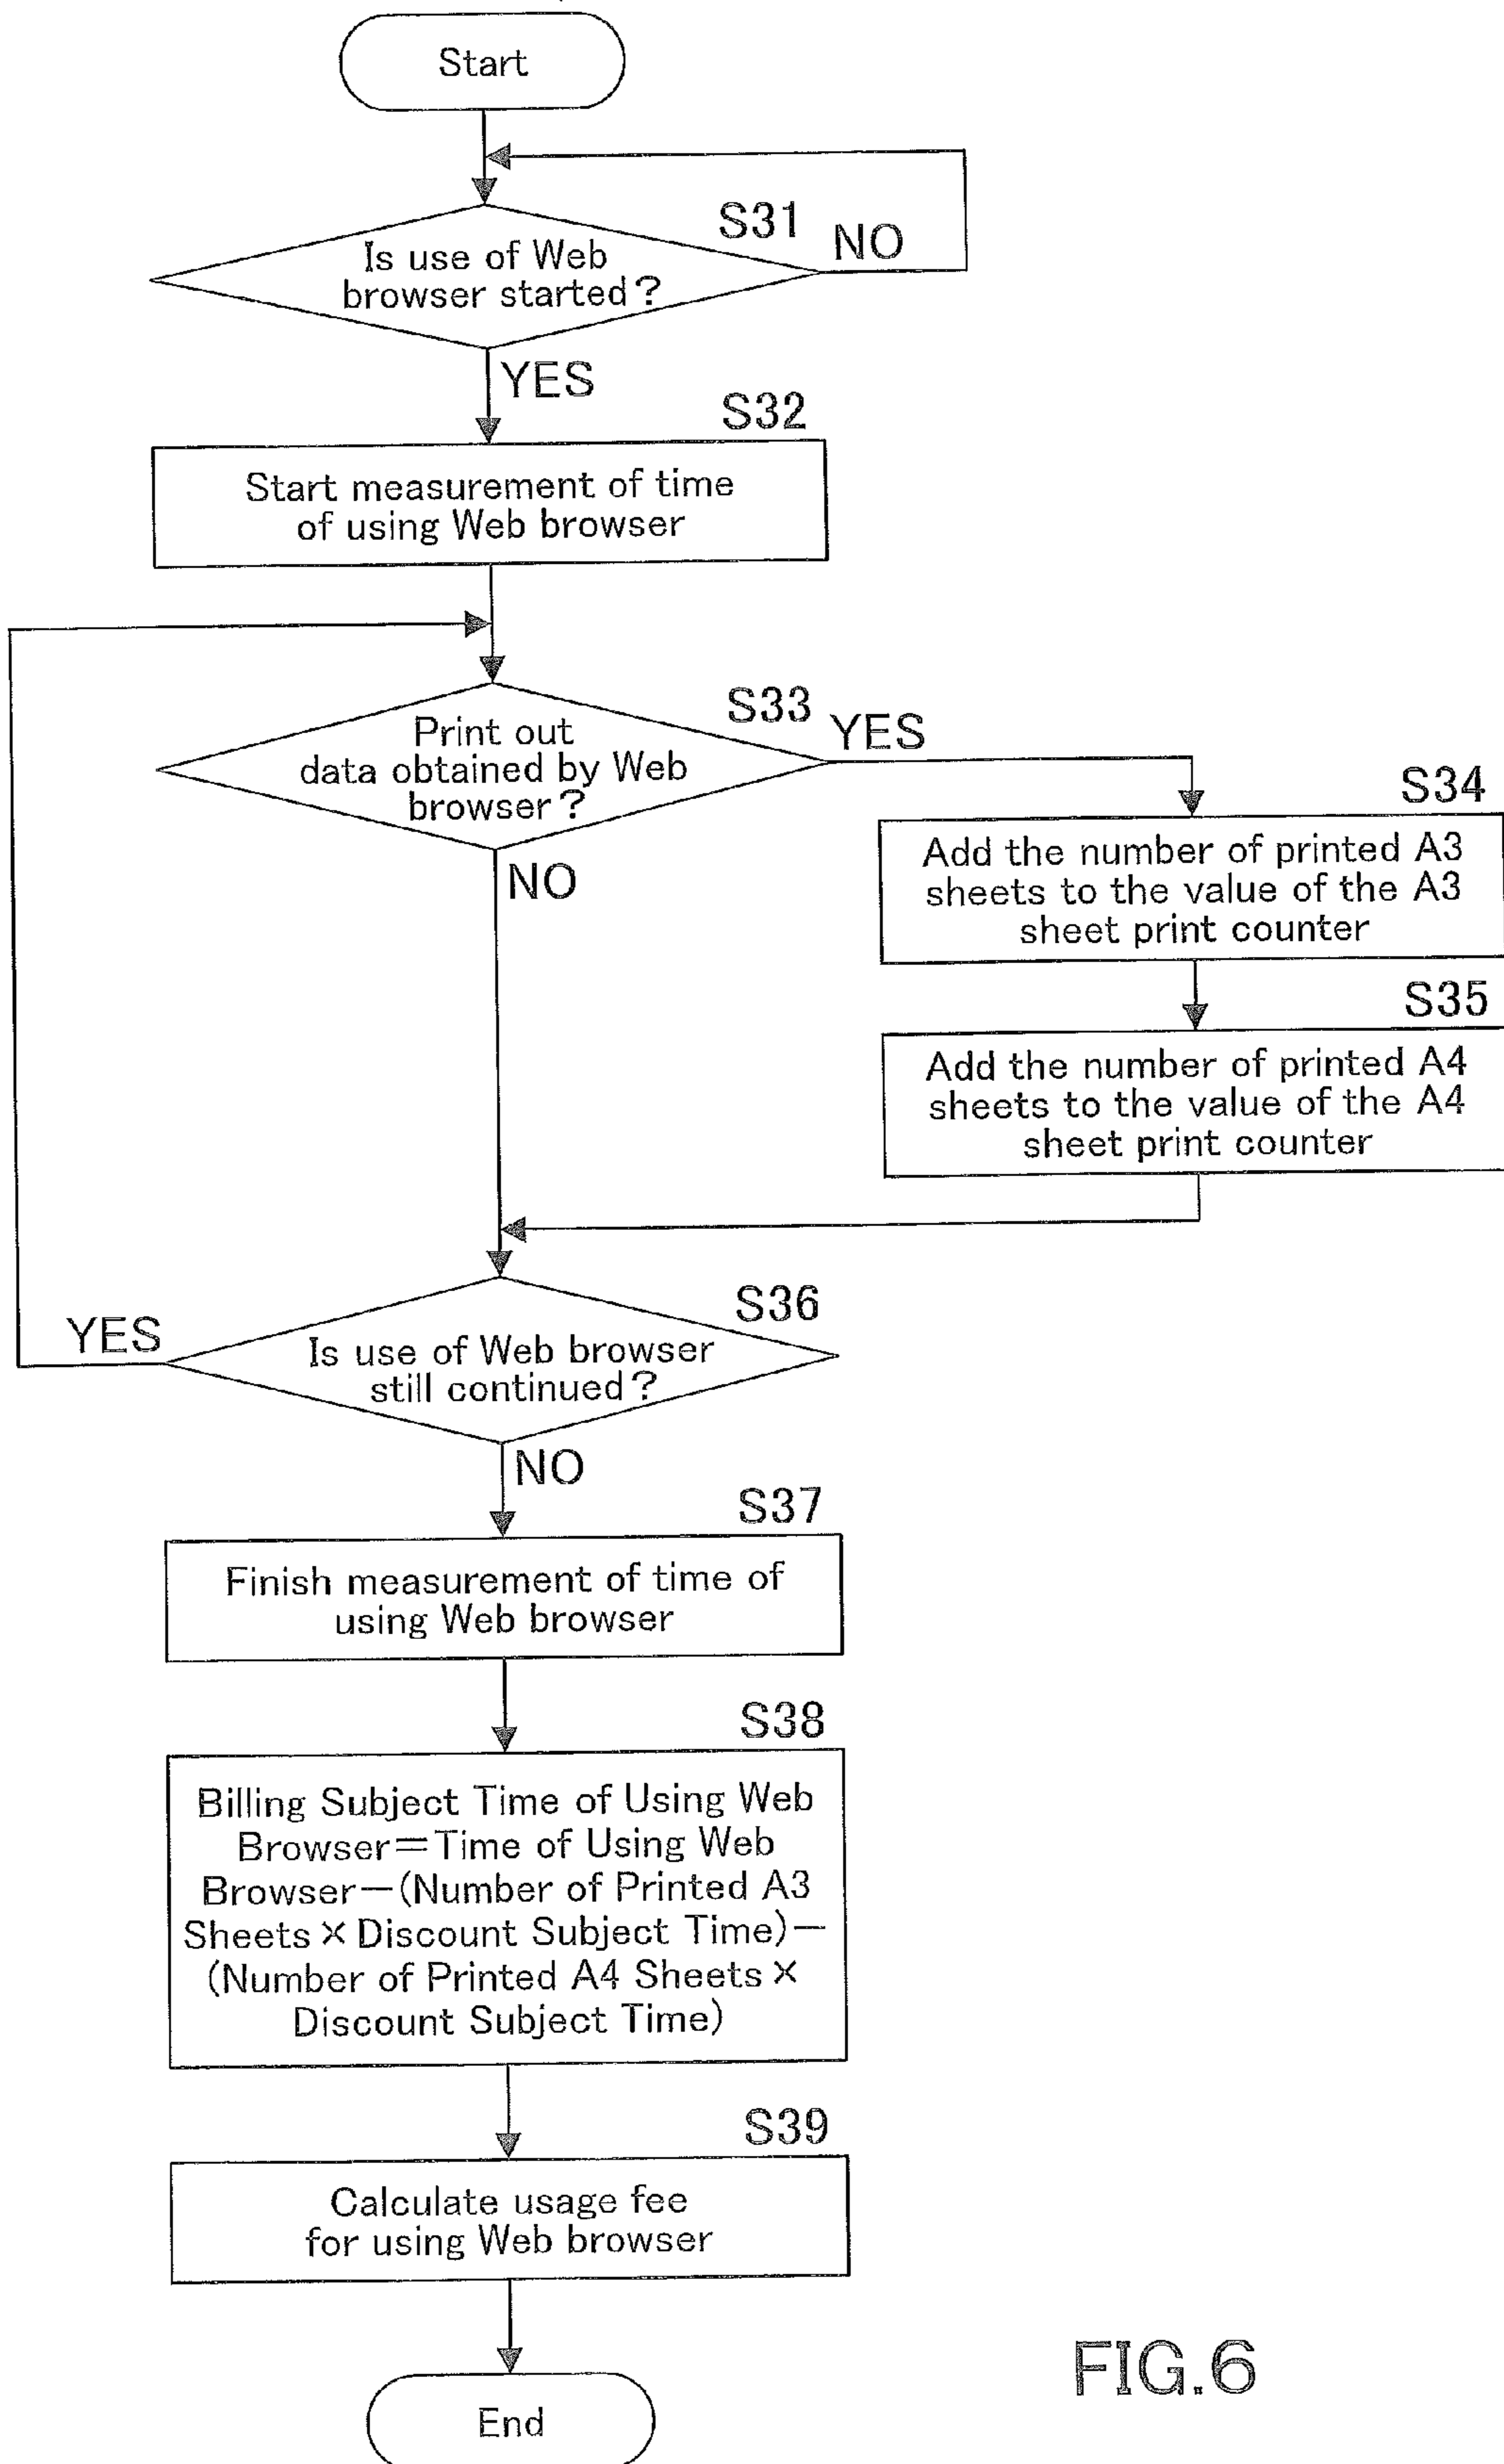 Start
S31
NO
Is use of Web
browser started?
YES
S32
Start measurement of time
of using Web browser
S33
YES
Print out
data obtained by Web
browser?
NO
S34
Add the number of printed A3
sheets to the value of the A3
sheet print counter
S35
Add the number of printed A4
sheets to the value of the A4
sheet print counter
S36
YES
Is use of Web browser
still continued?
NO
S37
Finish measurement of time of
using Web browser
S38
Billing Subject Time of Using Web
Browser=Time of Using Web
Browser-(Number of Printed A3
Sheets×Discount Subject Time)-
(Number of Printed A4 Sheets×
Discount Subject Time)
S39
Calculate usage fee
for using Web browser
End
FIG.6